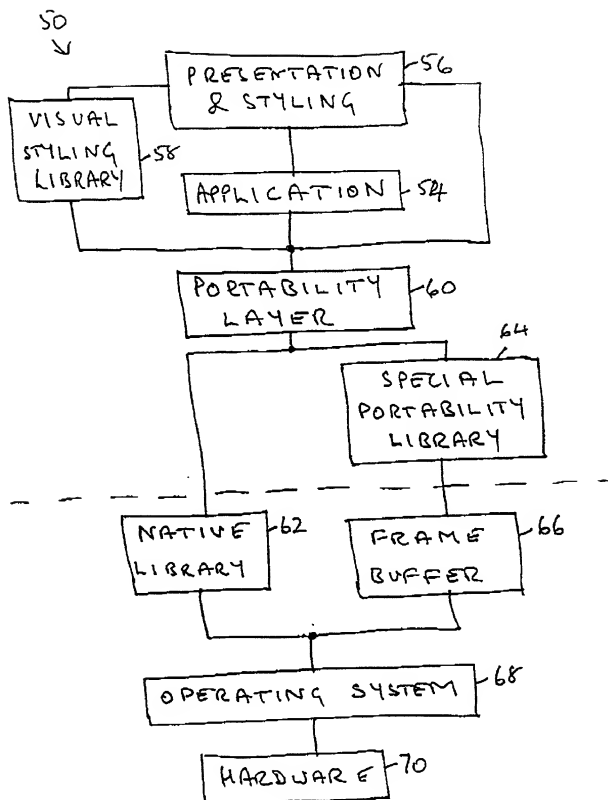 50
PRESENTATION
& STYLING
56
VISUAL
STYLING
LIBRARY
58
APPLICATION
54
PORTABILITY
LAYER
60
64
SPECIAL
PORTABILITY
LIBRARY
NATIVE
LIBRARY
62
FRAME
BUFFER
66
OPERATING SYSTEM
68
HARDWARE
70